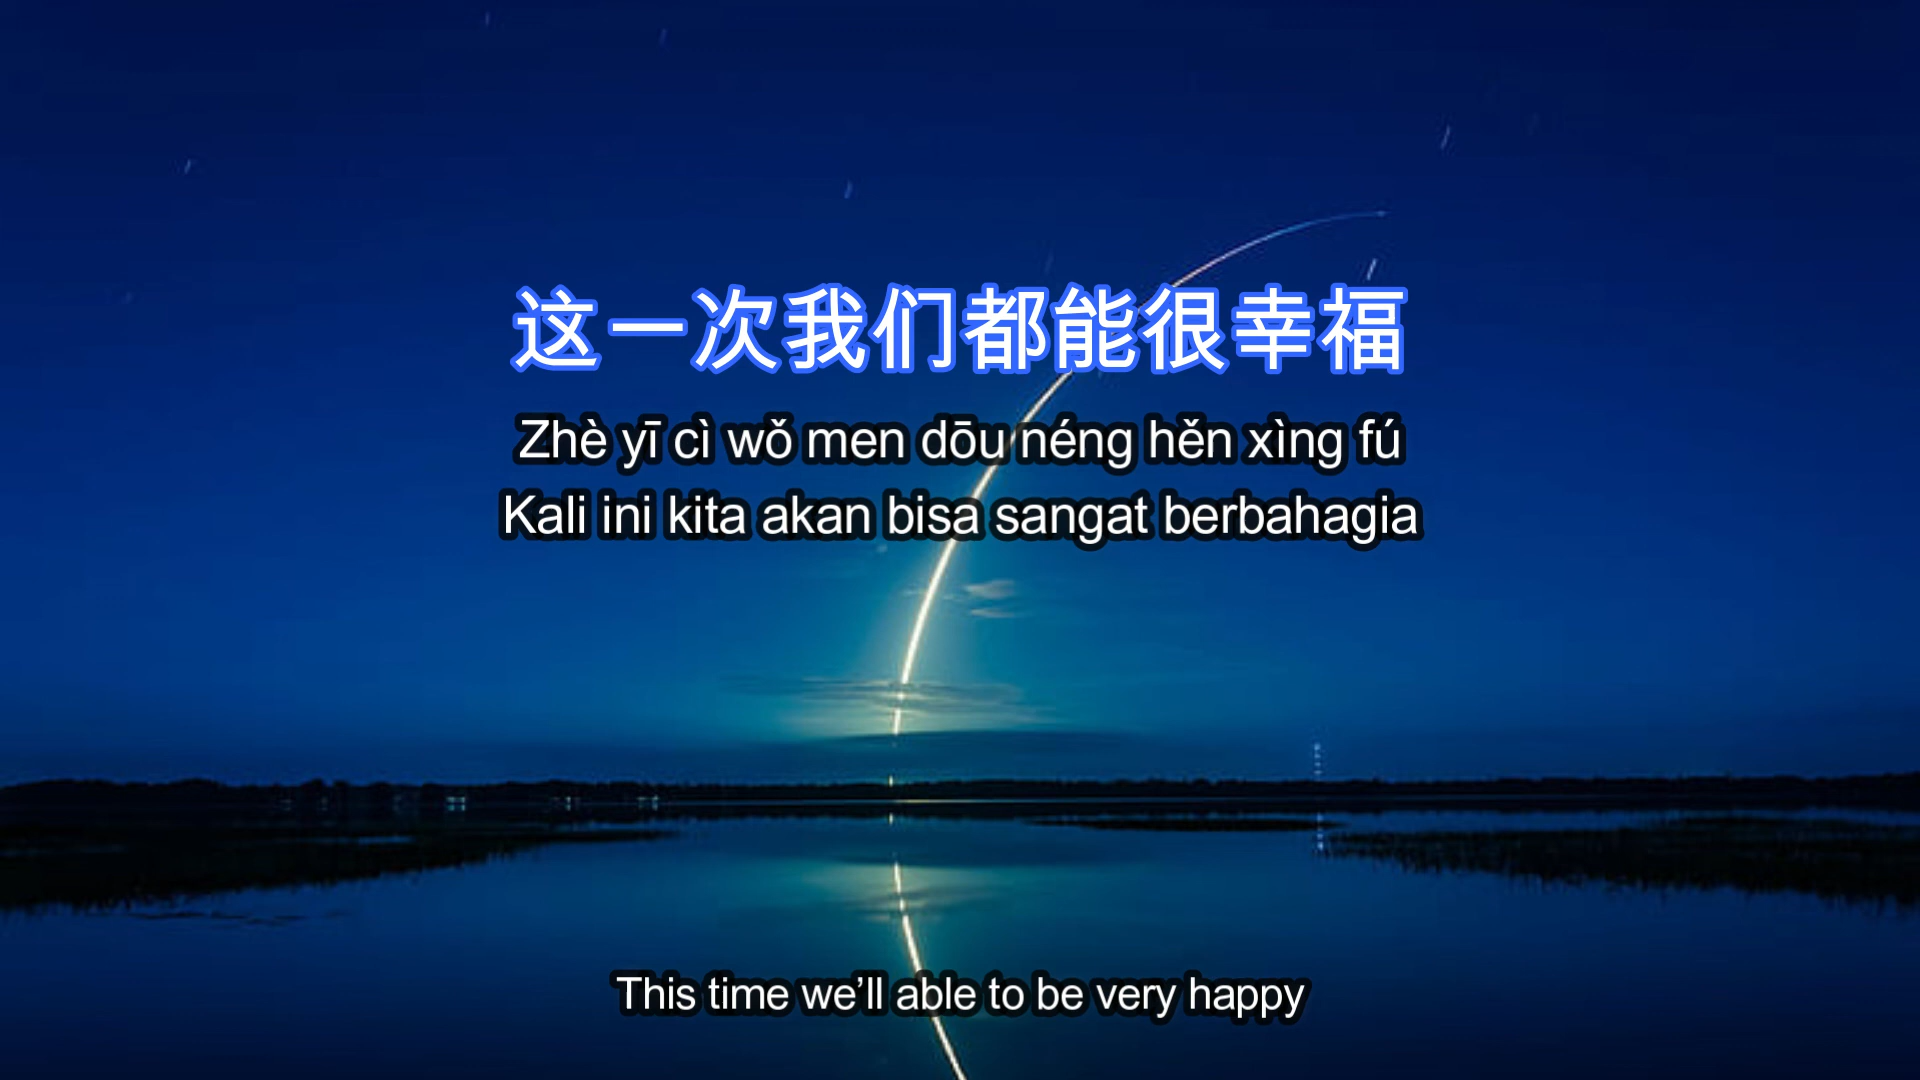 这一次我们都能很幸福
Zhè yī cì wǒ men dōu néng hěn xìng fú
Kali ini kita akan bisa sangat berbahagia
This time we’ll able to be very happy